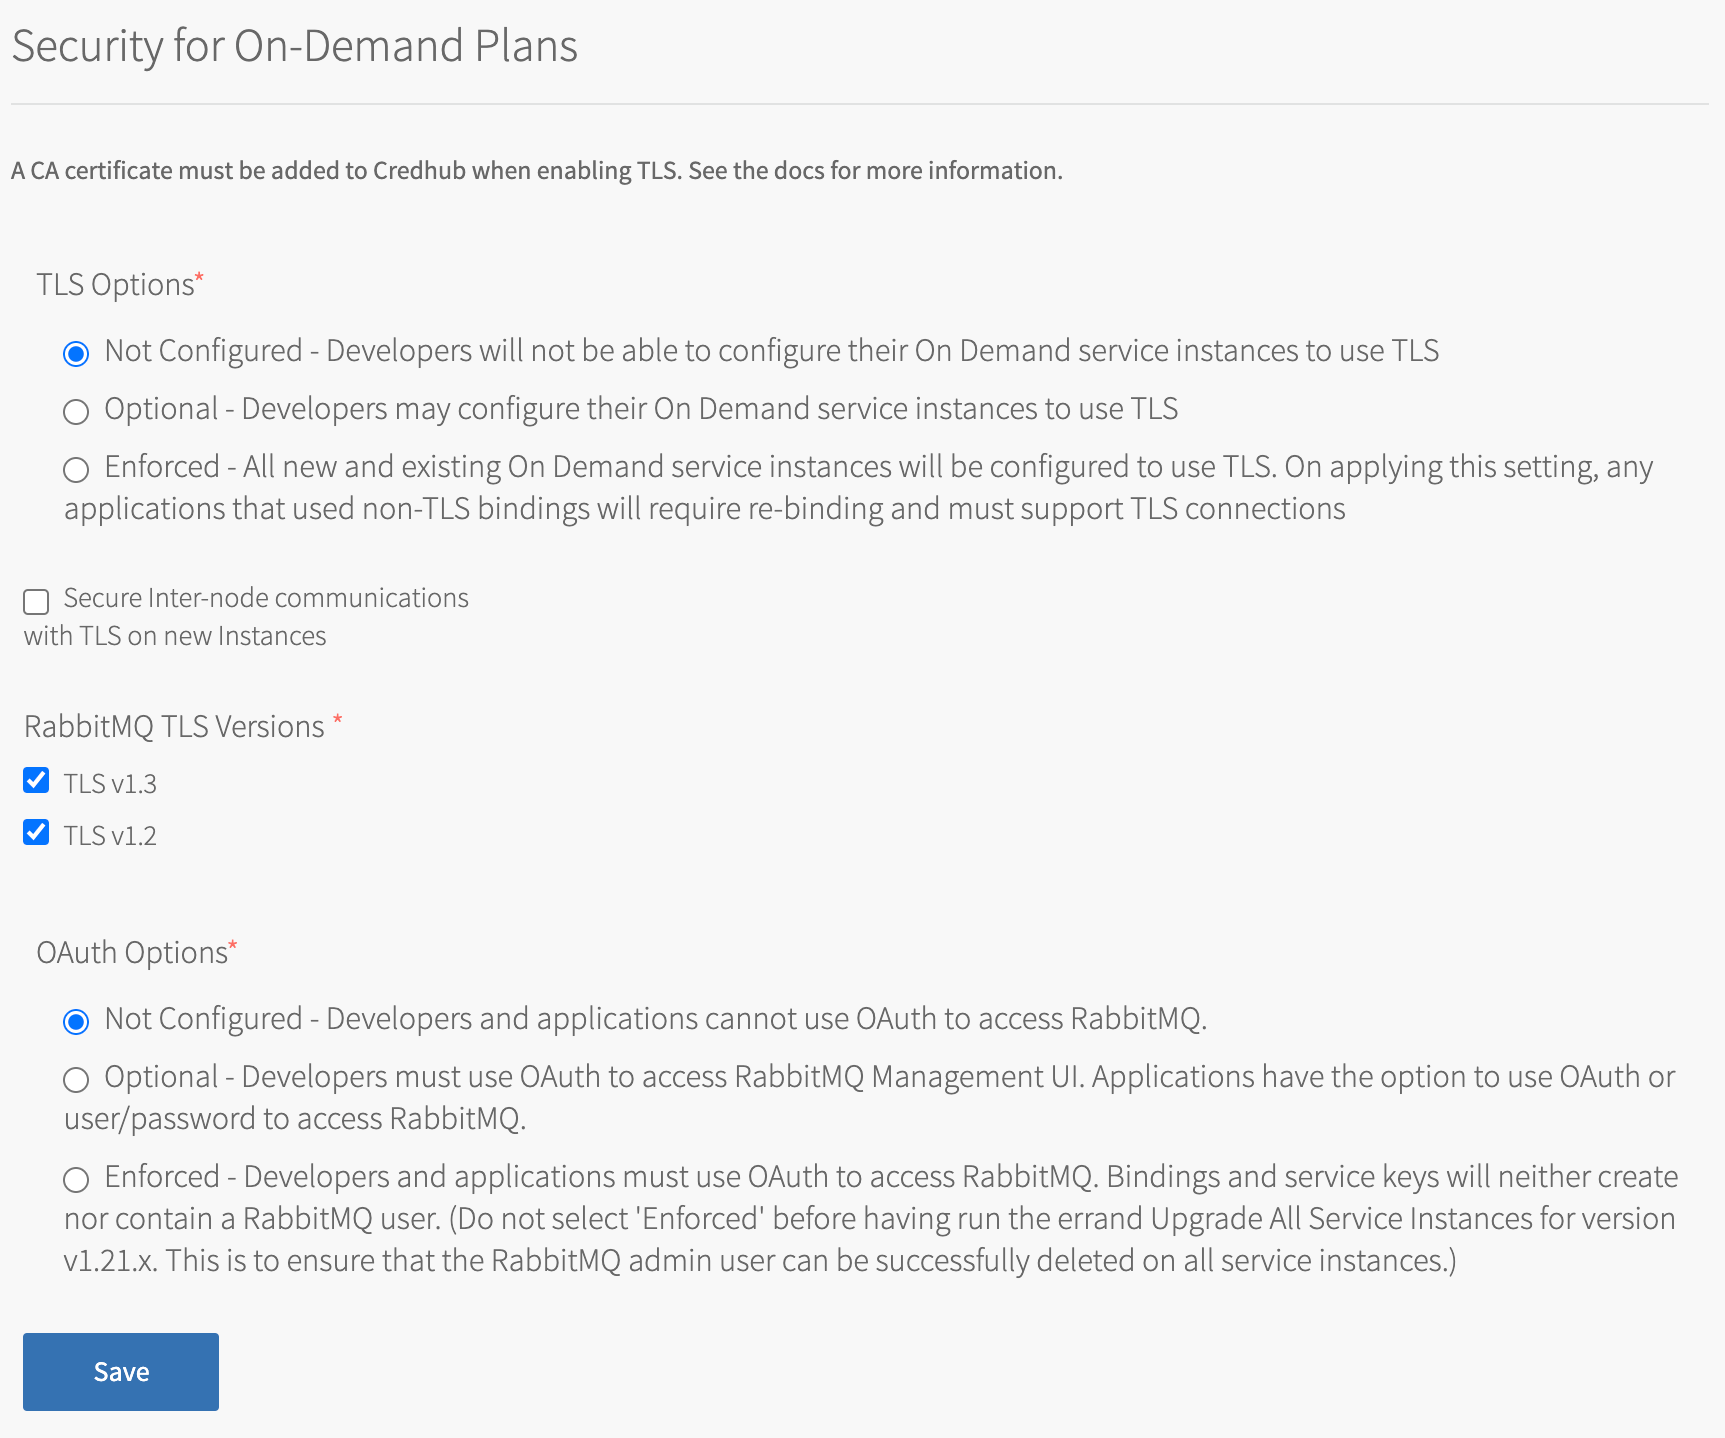 Security for On-Demand Plans
A CA certificate must be added to Credhub when enabling TLS. See the docs for more information.
TLS Options*
Not Configured - Developers will not be able to configure their On Demand service instances to use TLS
Optional - Developers may configure their On Demand service instances to use TLS
Enforced - All new and existing On Demand service instances will be configured to use TLS. On applying this setting, any
applications that used non-TLS bindings will require re-binding and must support TLS connections
Secure Inter-node communications
with TLS on new Instances
RabbitMQ TLS Versions *
TLS v1.3
TLS v1.2
OAuth Options*
Not Configured - Developers and applications cannot use OAuth to access RabbitMQ.
Optional - Developers must use OAuth to access RabbitMQ Management UI. Applications have the option to use OAuth or
user/password to access RabbitMQ.
Enforced - Developers and applications must use OAuth to access RabbitMQ. Bindings and service keys will neither create
nor contain a RabbitMQ user. (Do not select 'Enforced' before having run the errand Upgrade All Service Instances for version
v1.21.x. This is to ensure that the RabbitMQ admin user can be successfully deleted on all service instances.)
Save